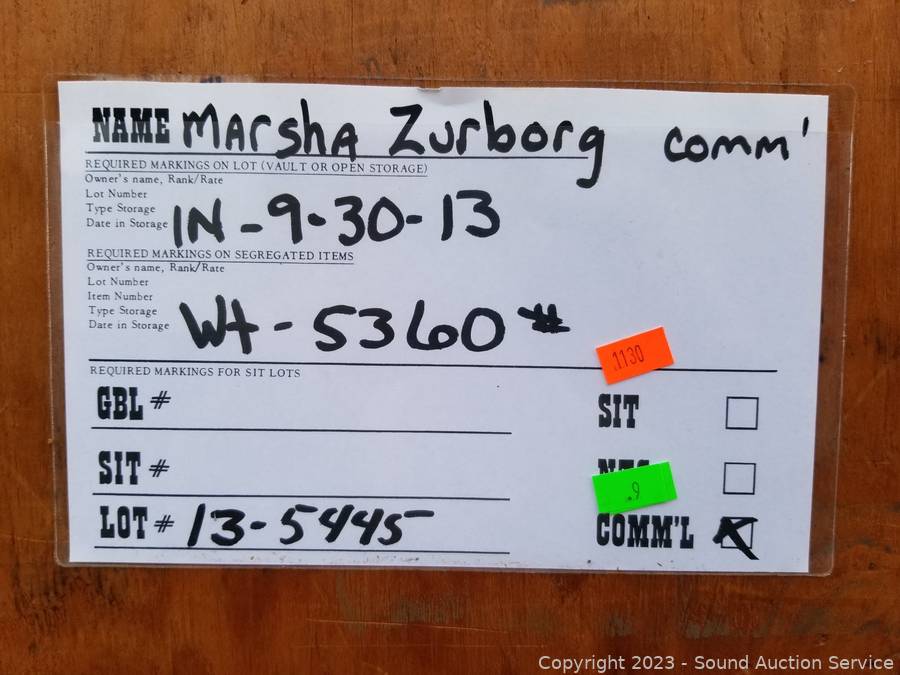 NAME Marsha Zurborg comm'
REQUIRED MARKINGS ON LOT (VAULT OR OPEN STORAGE)
Owner's name, Rank/Rate
Lot Number
Type Storage
Date in Storage IN-9-30-13
REQUIRED MARKINGS ON SEGREGATED ITEMS
Owner's name, Rank/Rate
Lot Number
Item Number
Type Storage
Date in Storage Wt-5360#
.1130
REQUIRED MARKINGS FOR SIT LOTS
GBL #
SIT
SIT #
.9
LOT # 13-5445
COMM'L
Copyright 2023 - Sound Auction Service